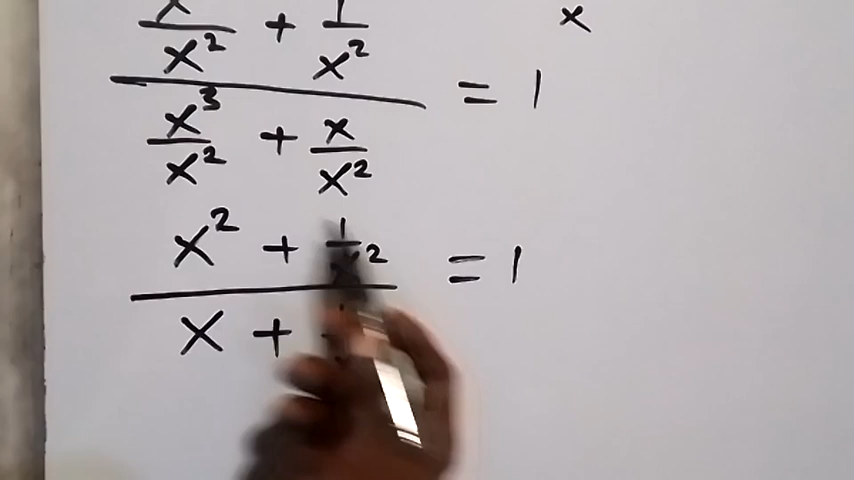 x
x/x² + 1/x² = 1
x³/x² + x/x²
x² + 1/x² = 1
x +